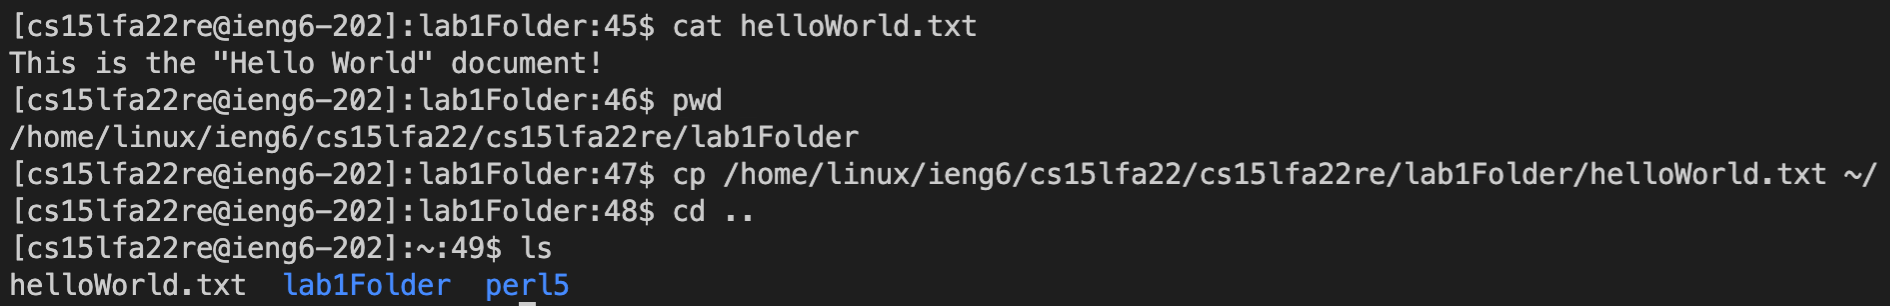 [cs15lfa22re@ieng6-202]:lab1Folder:45$ cat helloWorld.txt
This is the "Hello World" document!
[cs15lfa22re@ieng6-202]:lab1Folder:46$ pwd
/home/linux/ieng6/cs15lfa22/cs15lfa22re/lab1Folder
[cs15lfa22re@ieng6-202]:lab1Folder:47$ cp /home/linux/ieng6/cs15lfa22/cs15lfa22re/lab1Folder/helloWorld.txt ~/
[cs15lfa22re@ieng6-202]:lab1Folder:48$ cd ..
[cs15lfa22re@ieng6-202]:~:49$ ls
helloWorld.txt  lab1Folder  perl5